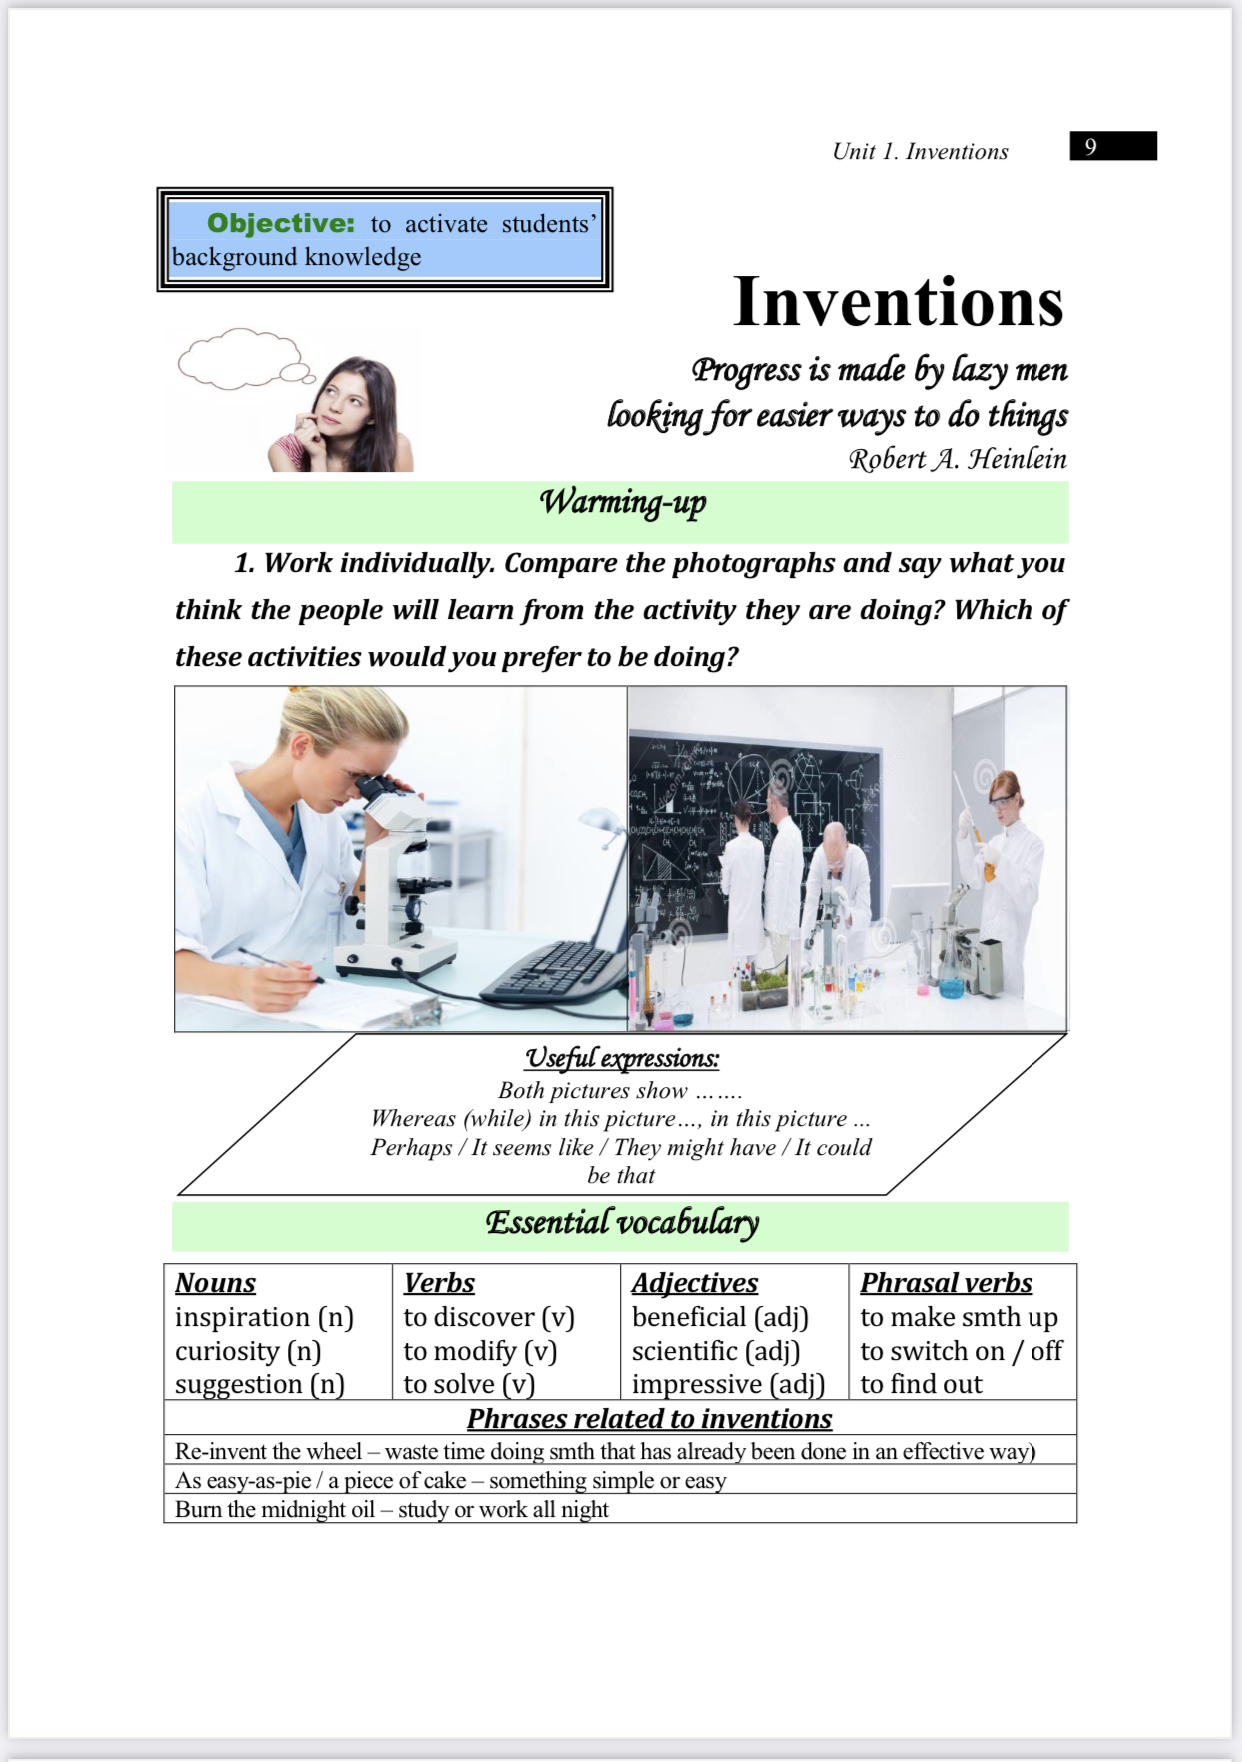 Unit 1. Inventions
9
Objective: to activate students’
background knowledge
Inventions
Progress is made by lazy men
looking for easier ways to do things
Robert A. Heinlein
Warming-up
1. Work individually. Compare the photographs and say what you
think the people will learn from the activity they are doing? Which of
these activities would you prefer to be doing?
Useful expressions:
Both pictures show …….
Whereas (while) in this picture…, in this picture …
Perhaps / It seems like / They might have / It could
be that
Essential vocabulary
Nouns
inspiration (n)
curiosity (n)
suggestion (n)
Verbs
to discover (v)
to modify (v)
to solve (v)
Adjectives
beneficial (adj)
scientific (adj)
impressive (adj)
Phrasal verbs
to make smth up
to switch on / off
to find out
Phrases related to inventions
Re-invent the wheel – waste time doing smth that has already been done in an effective way)
As easy-as-pie / a piece of cake – something simple or easy
Burn the midnight oil – study or work all night